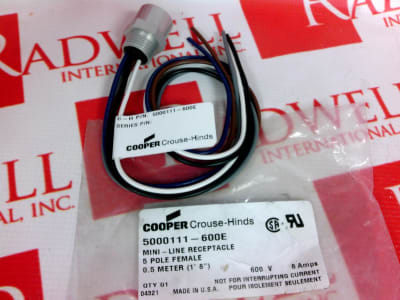 RADWELL
INTERNATIONAL, INC.
C-H P/N: 5000111-600E
SERIES P/N:
COOPER Crouse-Hinds
COOPER Crouse-Hinds
5000111-600E
MINI-LINE RECEPTACLE
5 POLE FEMALE
0.5 METER (1' 8")
600 V 8 Amps
QTY 01 NOT FOR INTERRUPTING CURRENT
04321 MADE IN U.S.A. POUR ISOLEMENT SEULEMENT
RADWELL
INTERNATIONAL, INC.